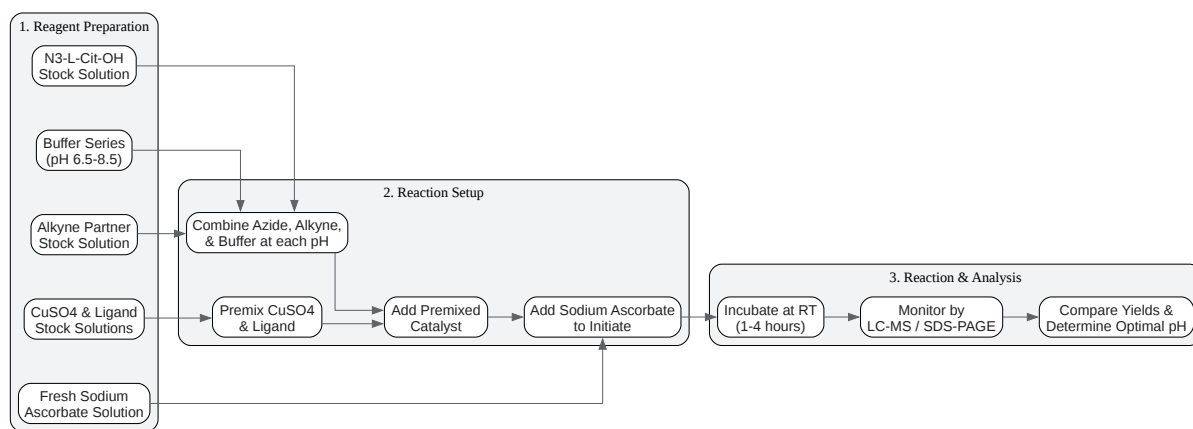 1. Reagent Preparation
N3-L-Cit-OH
Stock Solution
Buffer Series
(pH 6.5-8.5)
Alkyne Partner
Stock Solution
CuSO4 & Ligand
Stock Solutions
Fresh Sodium
Ascorbate Solution
2. Reaction Setup
Combine Azide, Alkyne,
& Buffer at each pH
Premix CuSO4
& Ligand
Add Premixed
Catalyst
Add Sodium Ascorbate
to Initiate
3. Reaction & Analysis
Incubate at RT
(1-4 hours)
Monitor by
LC-MS / SDS-PAGE
Compare Yields &
Determine Optimal pH